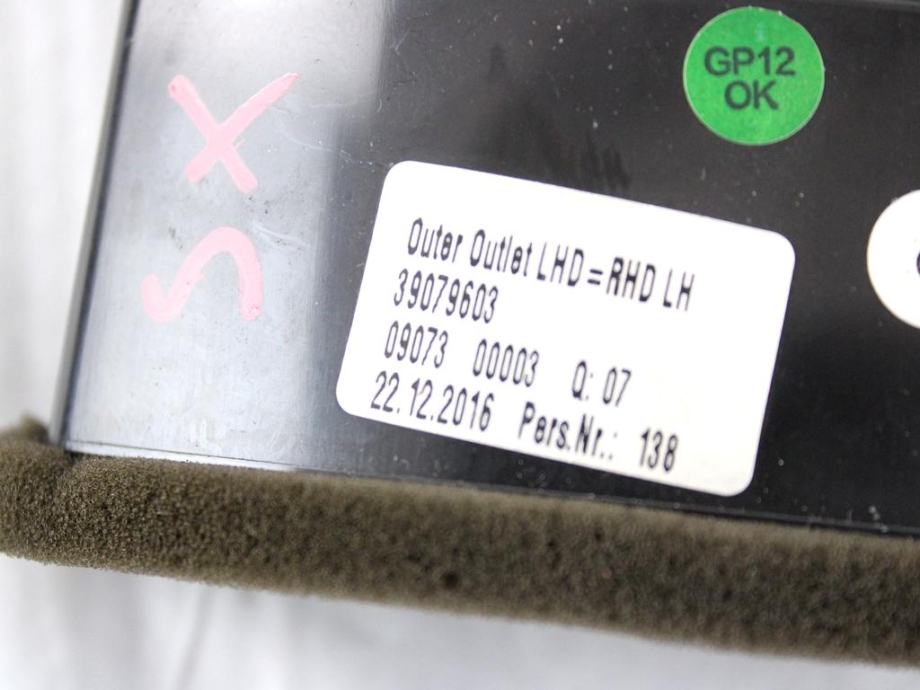 GP12
OK
SX
Outer Outlet LHD=RHD LH
39079603
09073 00003 Q: 07
22.12.2016 Pers.Nr.: 138